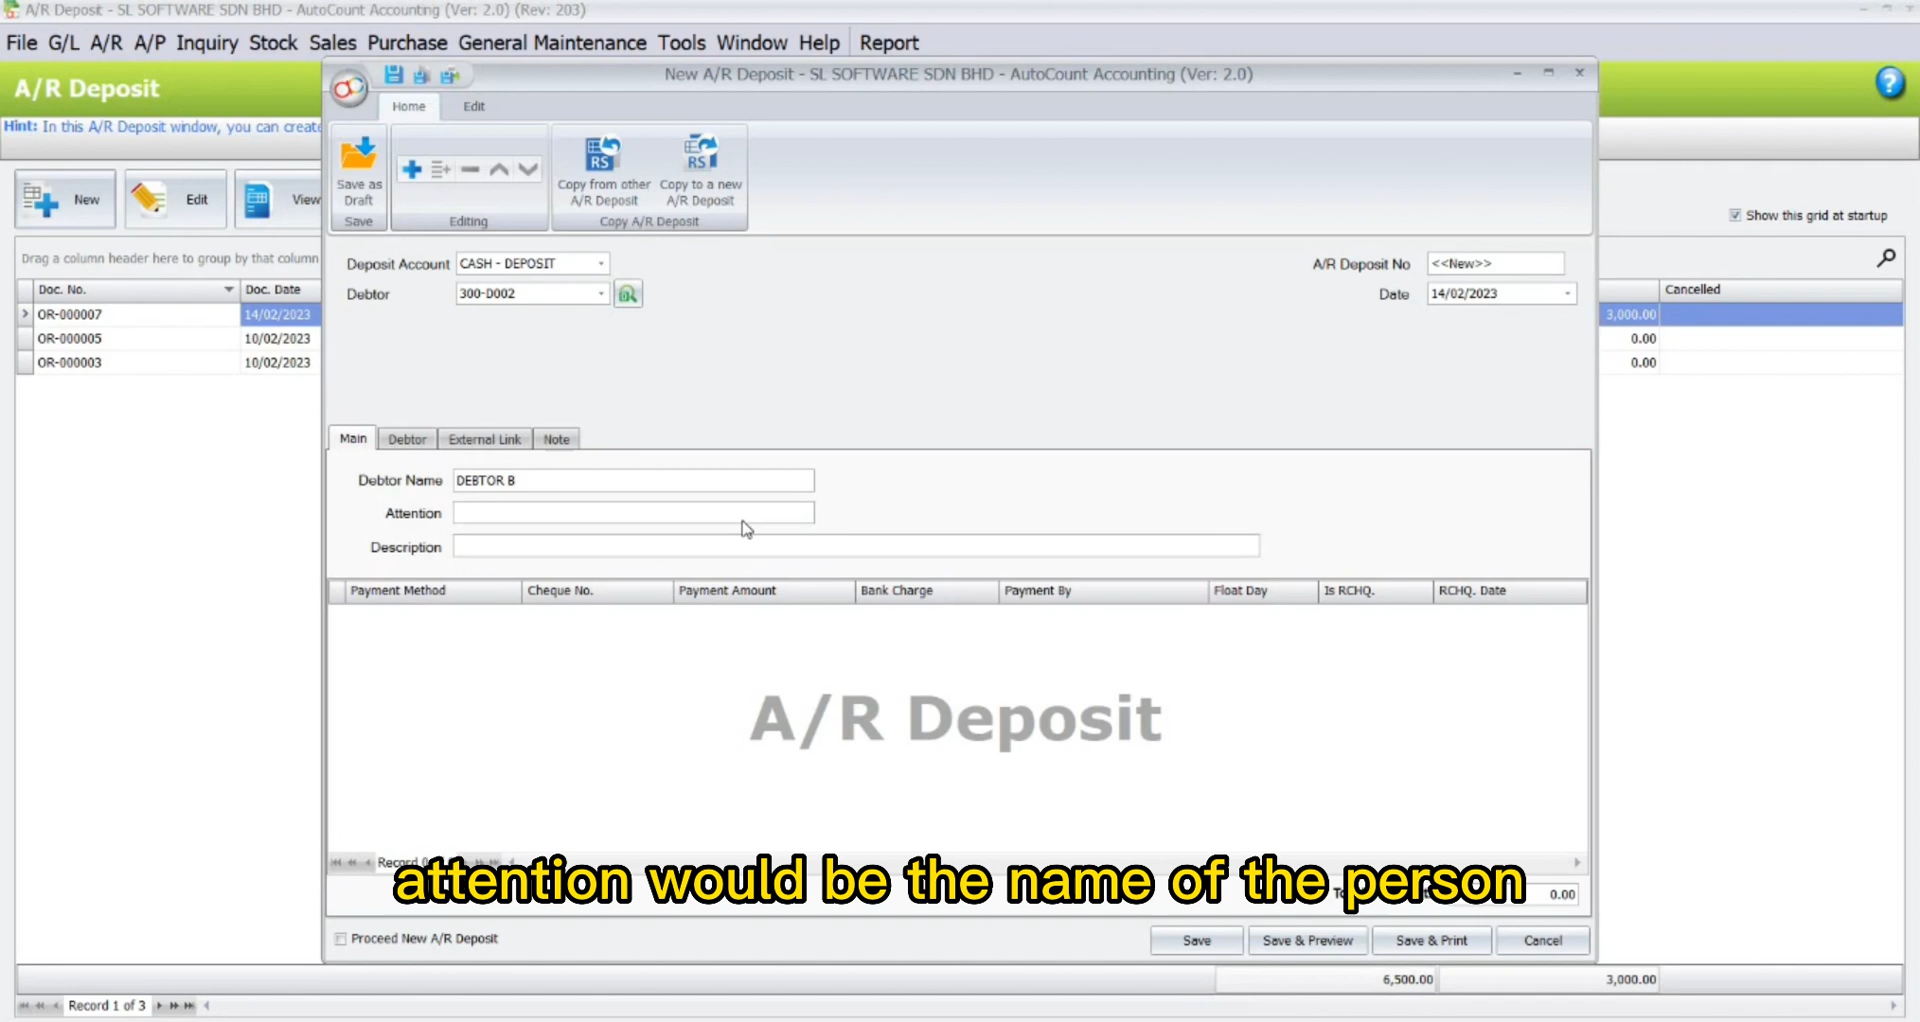 A/R Deposit - SL SOFTWARE SDN BHD - AutoCount Accounting (Ver: 2.0) (Rev: 203)
File G/L A/R A/P Inquiry Stock Sales Purchase General Maintenance Tools Window Help Report
A/R Deposit
Hint: In this A/R Deposit window, you can create
New Edit View
Show this grid at startup
Drag a column header here to group by that column
Doc. No. Doc. Date Cancelled
OR-000007 14/02/2023 3,000.00
OR-000005 10/02/2023 0.00
OR-000003 10/02/2023 0.00
New A/R Deposit - SL SOFTWARE SDN BHD - AutoCount Accounting (Ver: 2.0)
Home Edit
Save as Draft
Copy from other A/R Deposit
Copy to a new A/R Deposit
Save Editing Copy A/R Deposit
Deposit Account CASH - DEPOSIT A/R Deposit No <<New>>
Debtor 300-D002 Date 14/02/2023
Main Debtor External Link Note
Debtor Name DEBTOR B
Attention
Description
Payment Method Cheque No. Payment Amount Bank Charge Payment By Float Day Is RCHQ. RCHQ. Date
A/R Deposit
Record 0
attention would be the name of the person
0.00
Proceed New A/R Deposit Save Save & Preview Save & Print Cancel
6,500.00 3,000.00
Record 1 of 3